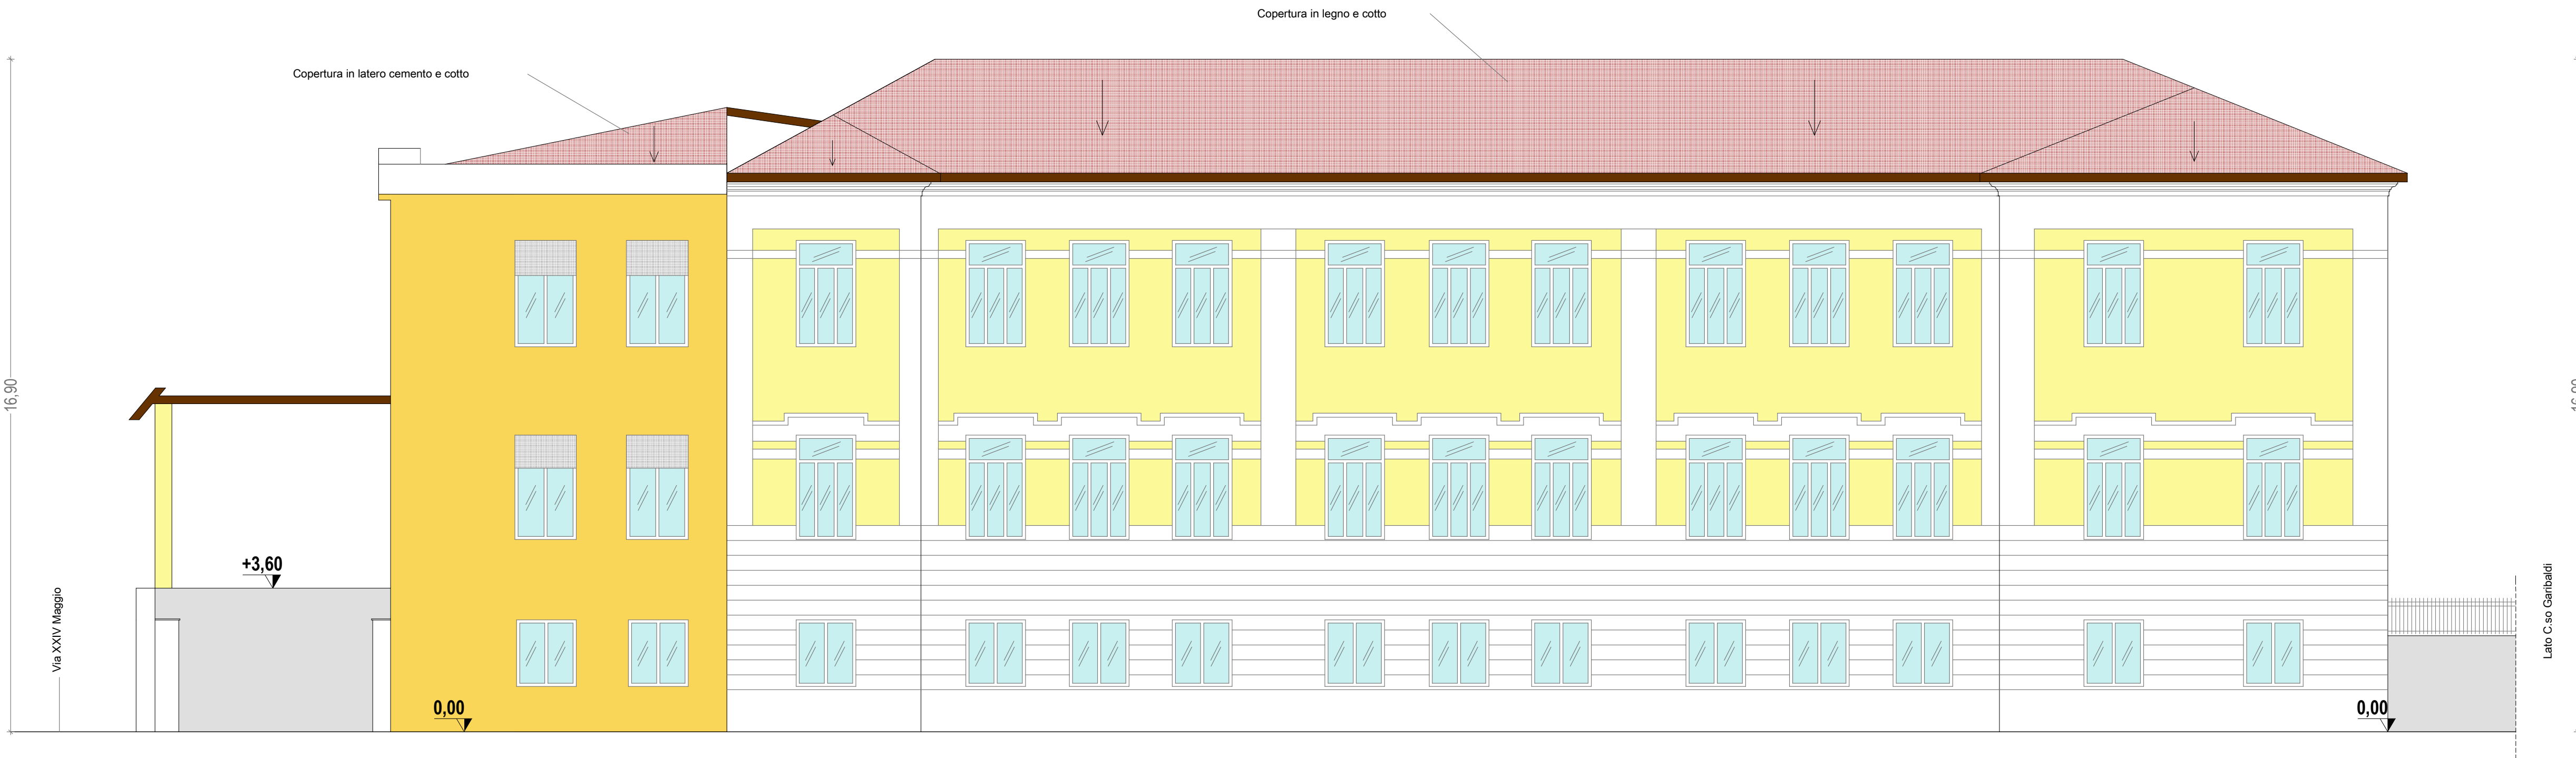 Copertura in legno e cotto
Copertura in latero cemento e cotto
16,90
+3,60
Via XXIV Maggio
0,00
0,00
Lato C.so Garibaldi